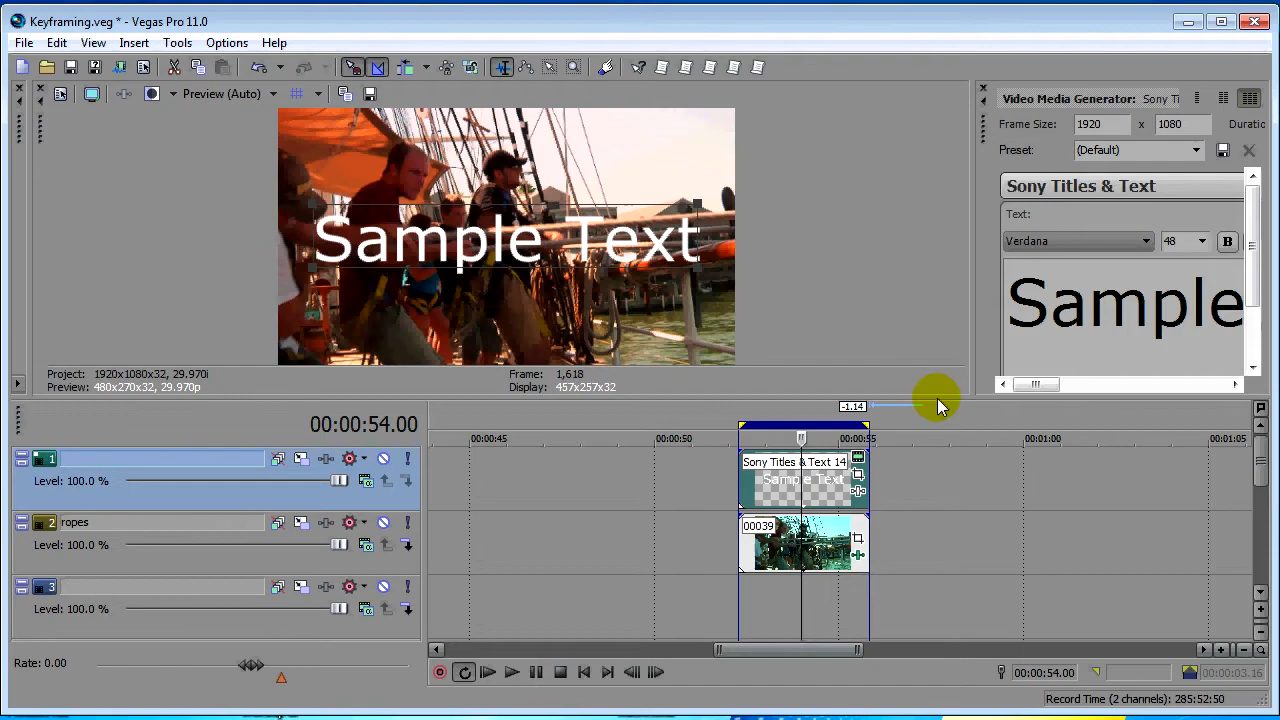 Keyframing.veg * - Vegas Pro 11.0
File Edit View Insert Tools Options Help
Preview (Auto)
Sample Text
Project: 1920x1080x32, 29.970i
Preview: 480x270x32, 29.970p
Frame: 1,618
Display: 457x257x32
Video Media Generator: Sony Ti
Frame Size: 1920 x 1080 Duratic
Preset: (Default)
Sony Titles & Text
Text:
Verdana 48 B
Sample
-1.14
00:00:54.00
00:00:45 00:00:50 00:00:55 00:01:00 00:01:05
1
Level: 100.0 %
Sony Titles & Text 14
Sample Text
2 ropes
Level: 100.0 %
00039
3
Level: 100.0 %
Rate: 0.00
00:00:54.00
00:00:03.16
Record Time (2 channels): 285:52:50